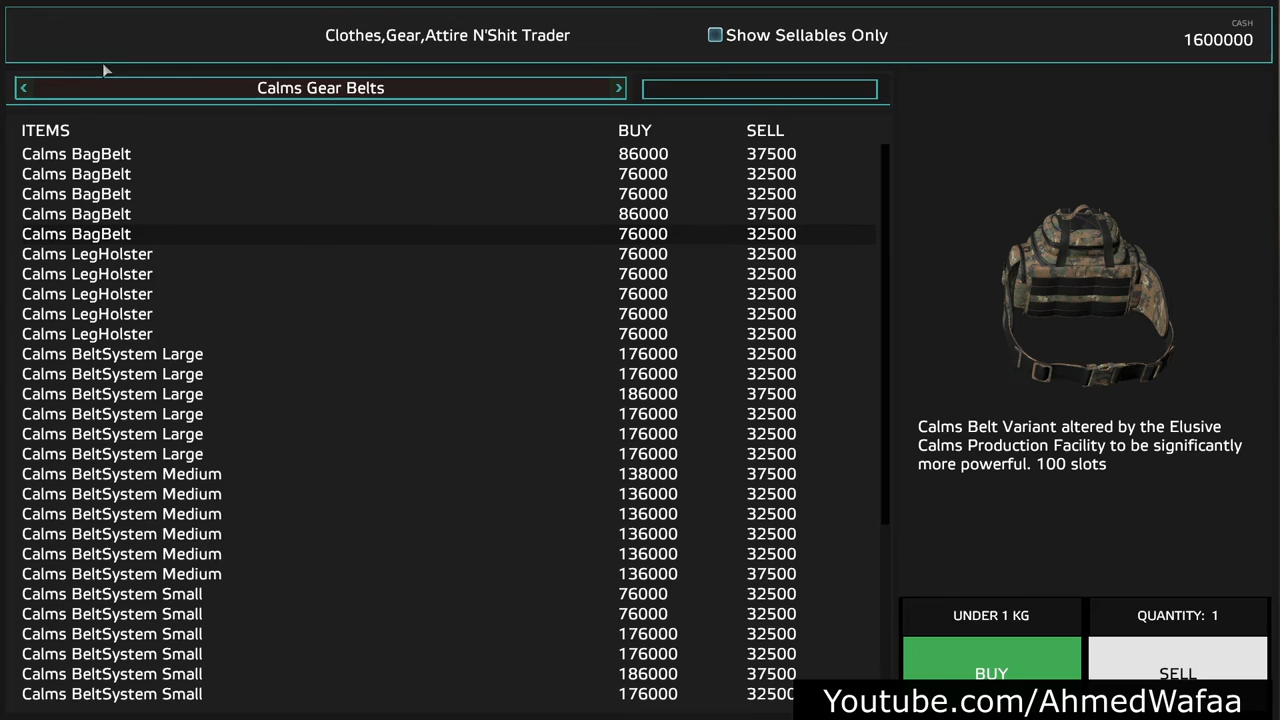 Clothes,Gear,Attire N'Shit Trader
Show Sellables Only
CASH
1600000
< Calms Gear Belts >
ITEMS BUY SELL
Calms BagBelt 86000 37500
Calms BagBelt 76000 32500
Calms BagBelt 76000 32500
Calms BagBelt 86000 37500
Calms BagBelt 76000 32500
Calms LegHolster 76000 32500
Calms LegHolster 76000 32500
Calms LegHolster 76000 32500
Calms LegHolster 76000 32500
Calms LegHolster 76000 32500
Calms BeltSystem Large 176000 32500
Calms BeltSystem Large 176000 32500
Calms BeltSystem Large 186000 37500
Calms BeltSystem Large 176000 32500
Calms BeltSystem Large 176000 32500
Calms BeltSystem Large 176000 32500
Calms BeltSystem Medium 138000 37500
Calms BeltSystem Medium 136000 32500
Calms BeltSystem Medium 136000 32500
Calms BeltSystem Medium 136000 32500
Calms BeltSystem Medium 136000 32500
Calms BeltSystem Medium 136000 37500
Calms BeltSystem Small 76000 32500
Calms BeltSystem Small 76000 32500
Calms BeltSystem Small 176000 32500
Calms BeltSystem Small 176000 32500
Calms BeltSystem Small 186000 37500
Calms BeltSystem Small 176000 32500
Calms Belt Variant altered by the Elusive
Calms Production Facility to be significantly
more powerful. 100 slots
UNDER 1 KG
QUANTITY: 1
BUY
SELL
Youtube.com/AhmedWafaa